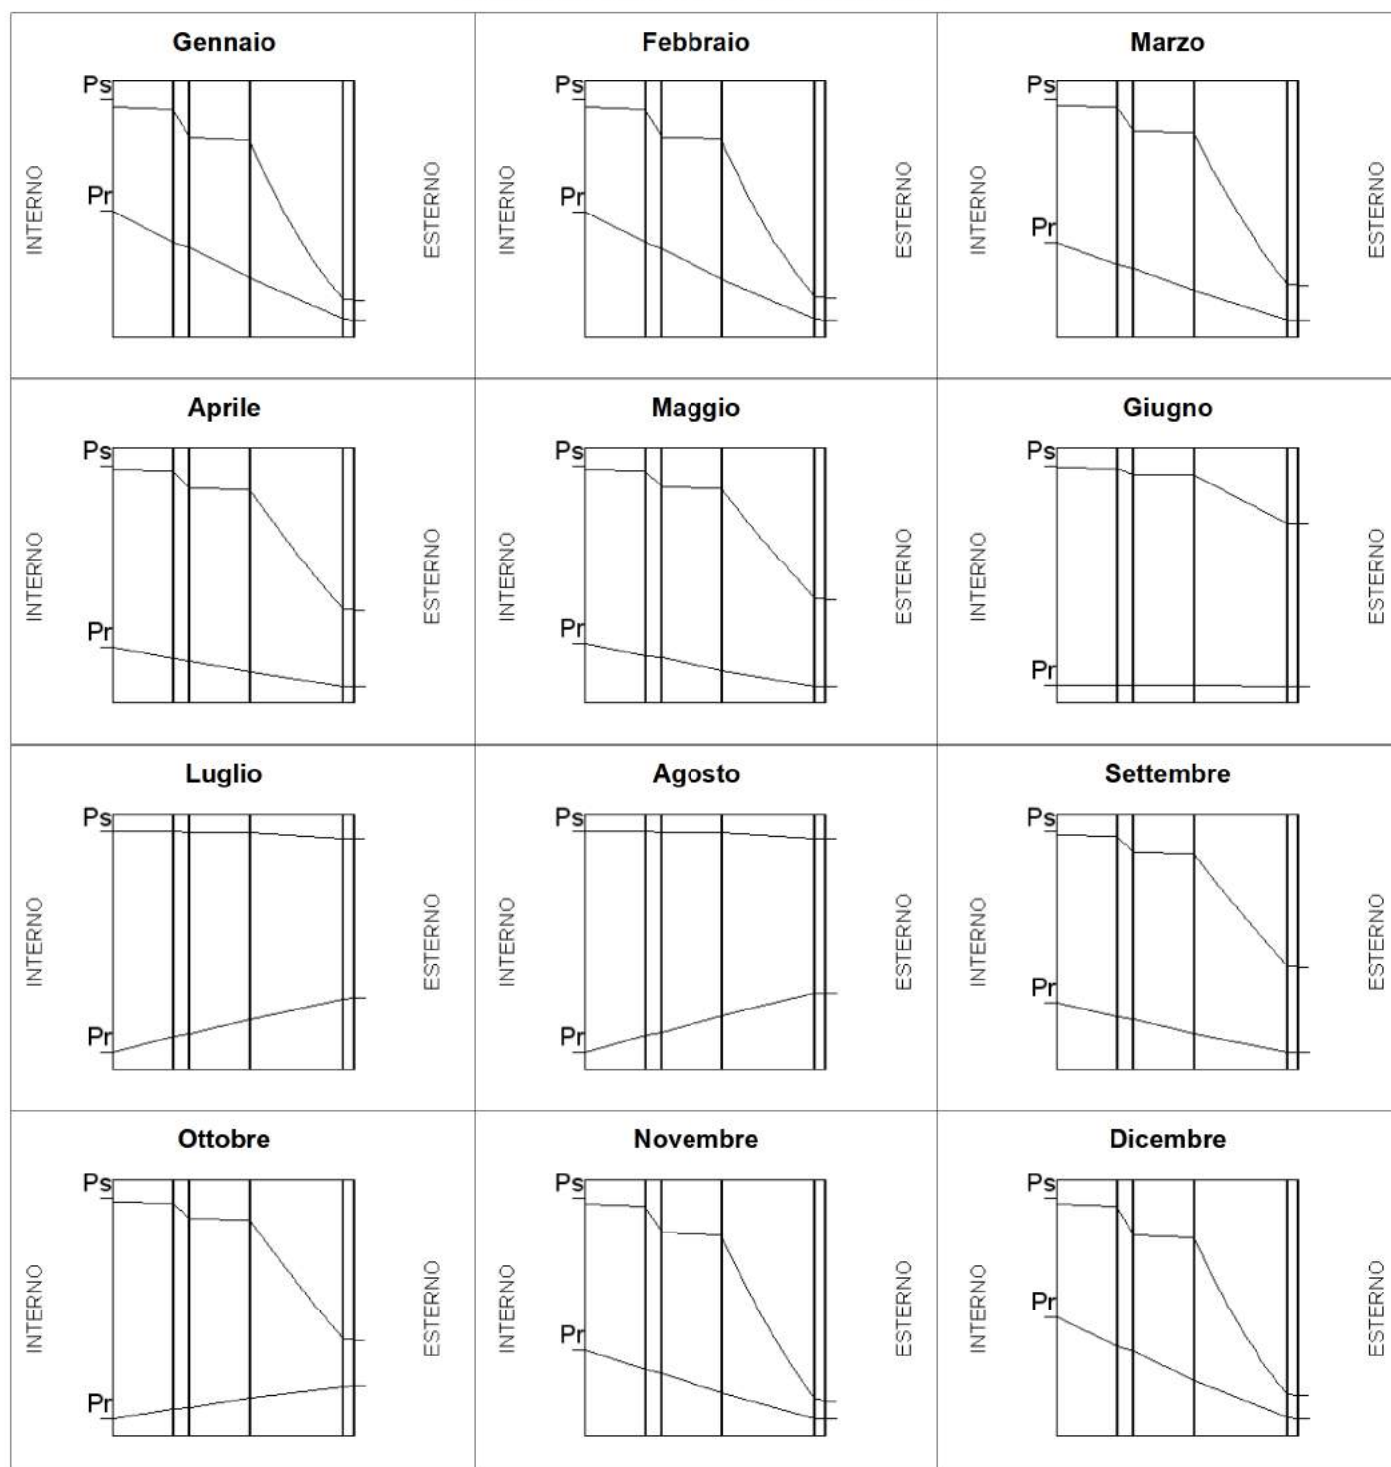 Gennaio
Ps
Pr
INTERNO
ESTERNO
Febbraio
Ps
Pr
INTERNO
ESTERNO
Marzo
Ps
Pr
INTERNO
ESTERNO
Aprile
Ps
Pr
INTERNO
ESTERNO
Maggio
Ps
Pr
INTERNO
ESTERNO
Giugno
Ps
Pr
INTERNO
ESTERNO
Luglio
Ps
Pr
INTERNO
ESTERNO
Agosto
Ps
Pr
INTERNO
ESTERNO
Settembre
Ps
Pr
INTERNO
ESTERNO
Ottobre
Ps
Pr
INTERNO
ESTERNO
Novembre
Ps
Pr
INTERNO
ESTERNO
Dicembre
Ps
Pr
INTERNO
ESTERNO